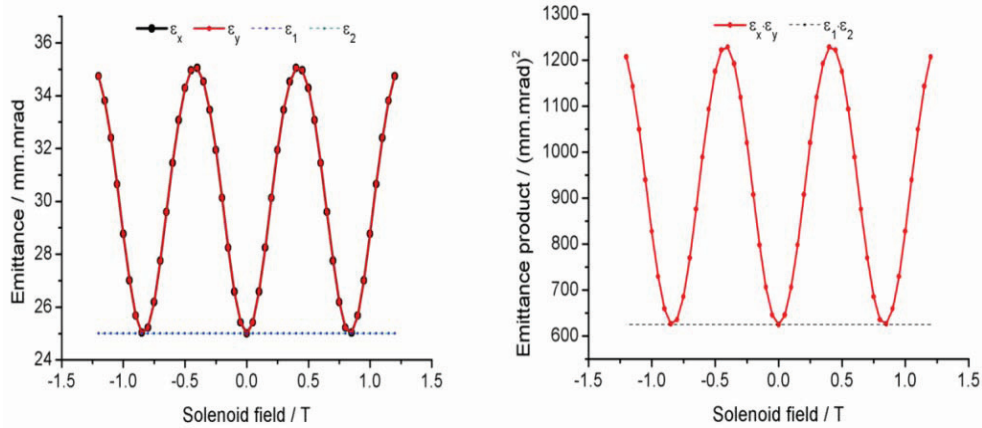 εx εy ε1 ε2
Emittance / mm.mrad
36
34
32
30
28
26
24
-1.5 -1.0 -0.5 0.0 0.5 1.0 1.5
Solenoid field / T
εx·εy ε1·ε2
Emittance product / (mm.mrad)²
1300
1200
1100
1000
900
800
700
600
-1.5 -1.0 -0.5 0.0 0.5 1.0 1.5
Solenoid field / T